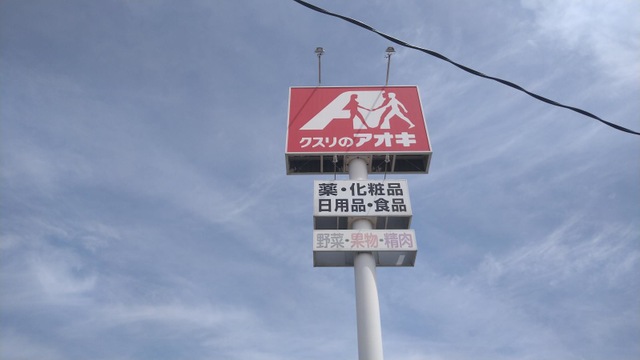 クスリのアオキ
薬・化粧品
日用品・食品
野菜・果物・精肉